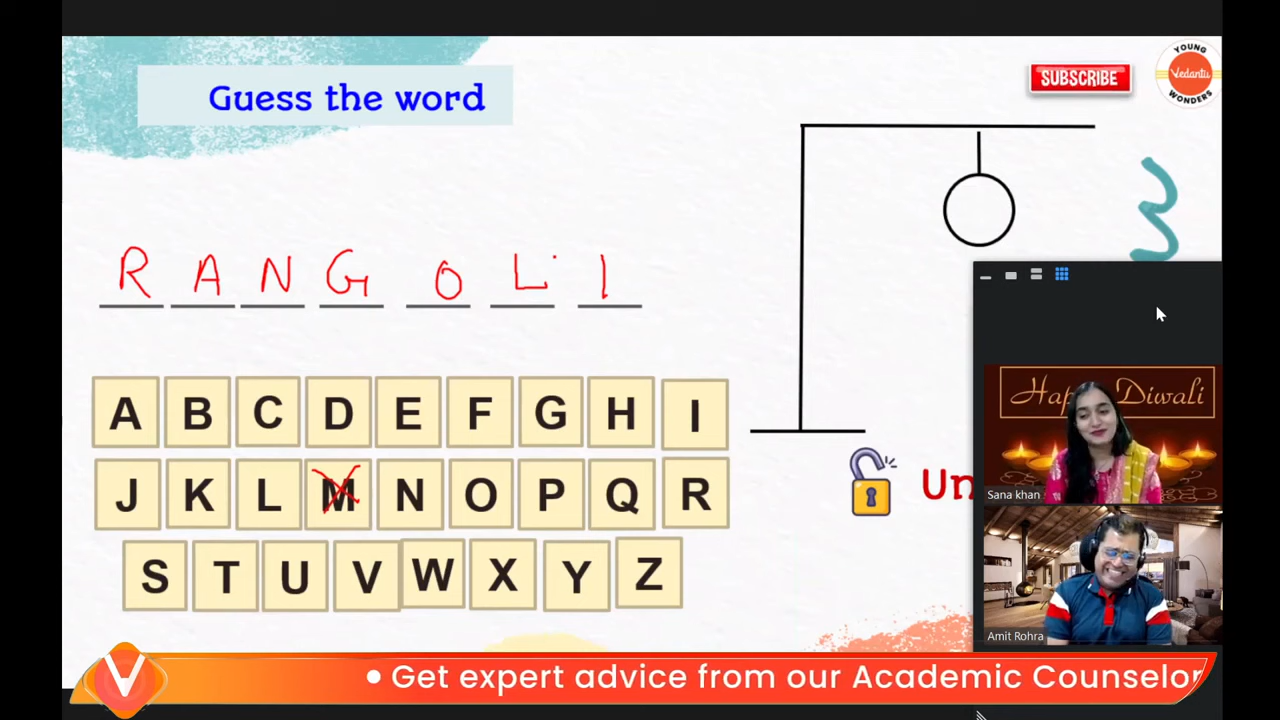 Guess the word
SUBSCRIBE
YOUNG
Vedantu
WONDERS
R A N G O L I
A B C D E F G H I
J K L M N O P Q R
S T U V W X Y Z
Un
Happy Diwali
Sana khan
Amit Rohra
V
• Get expert advice from our Academic Counselor